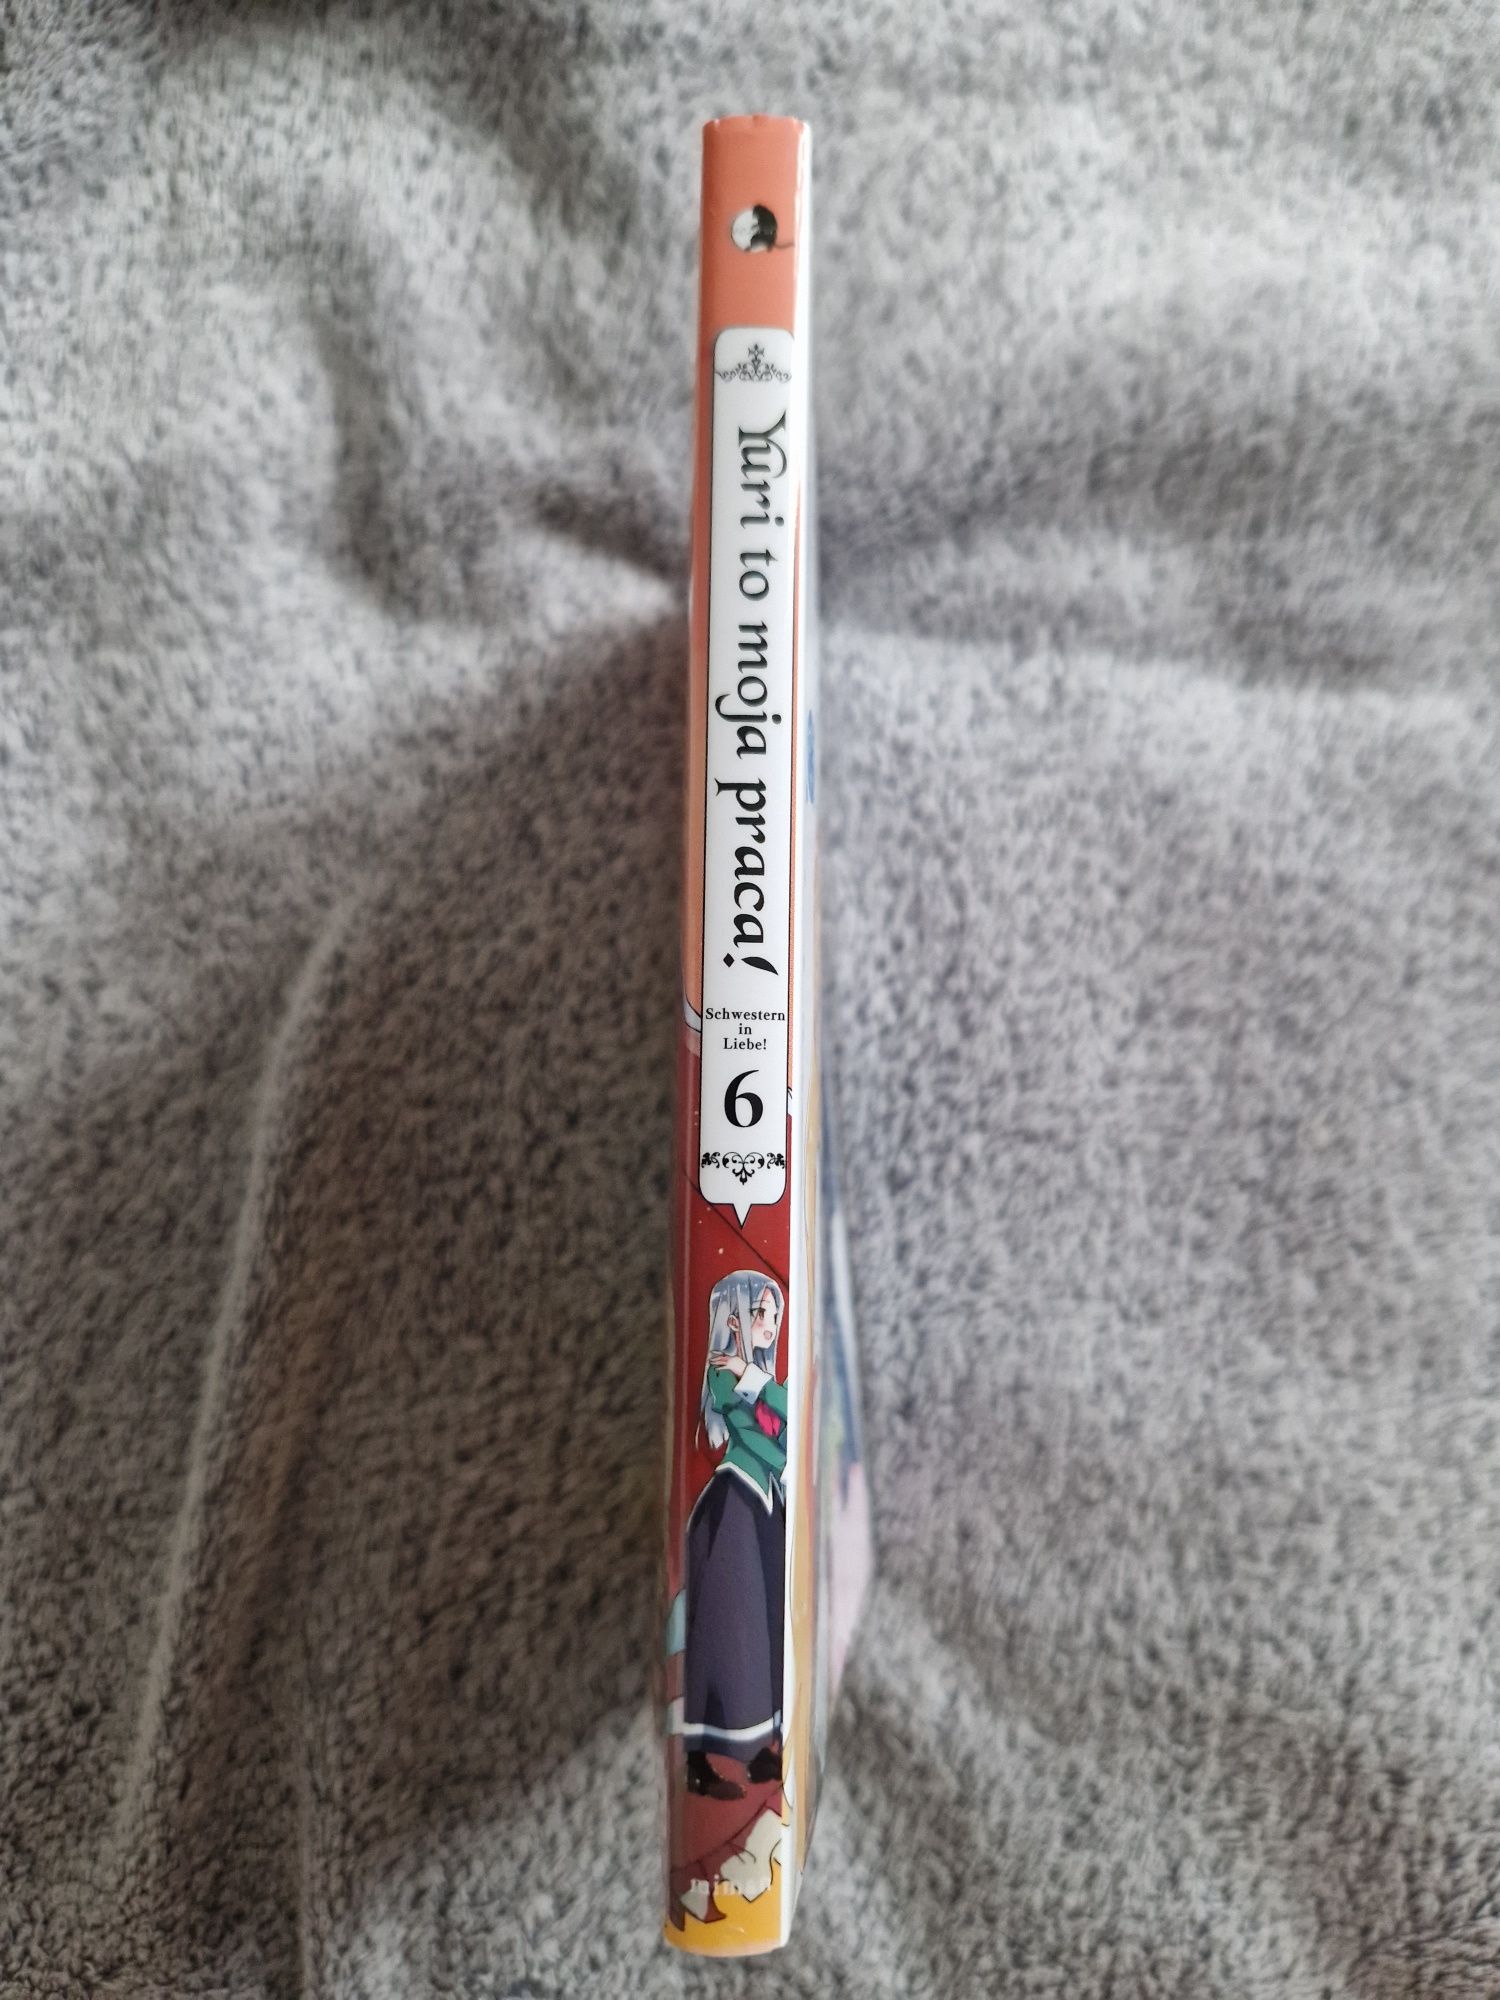 Yuri to moja praca!
Schwestern
in
Liebe!
6